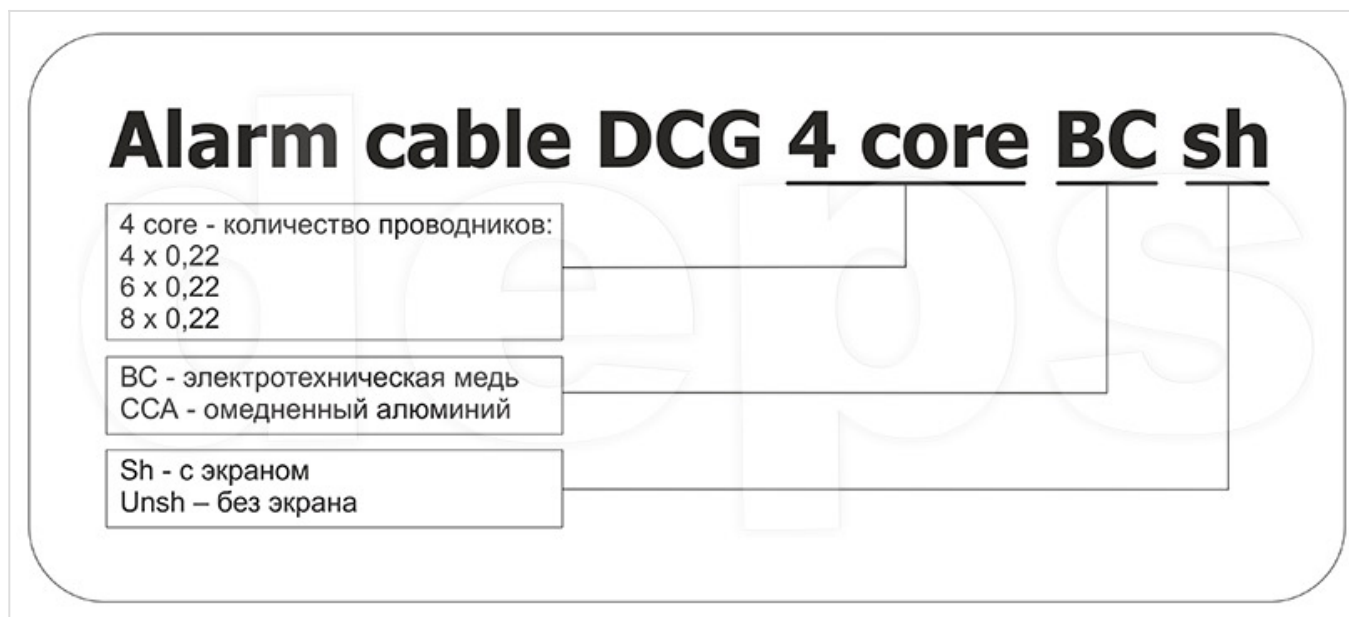 Alarm cable DCG 4 core BC sh
4 core - количество проводников:
4 x 0,22
6 x 0,22
8 x 0,22
BC - электротехническая медь
CCA - омедненный алюминий
Sh - с экраном
Unsh – без экрана
deps